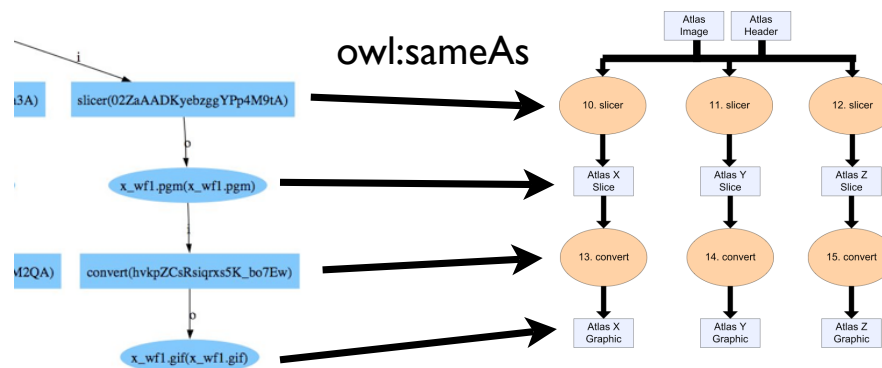 owl:sameAs
i
a3A)
slicer(02ZaAADKyebzggYPp4M9tA)
o
x_wf1.pgm(x_wf1.pgm)
i
M2QA)
convert(hvkpZCsRsiqrxs5K_bo7Ew)
o
x_wf1.gif(x_wf1.gif)
Atlas
Image
Atlas
Header
10. slicer
11. slicer
12. slicer
Atlas X
Slice
Atlas Y
Slice
Atlas Z
Slice
13. convert
14. convert
15. convert
Atlas X
Graphic
Atlas Y
Graphic
Atlas Z
Graphic